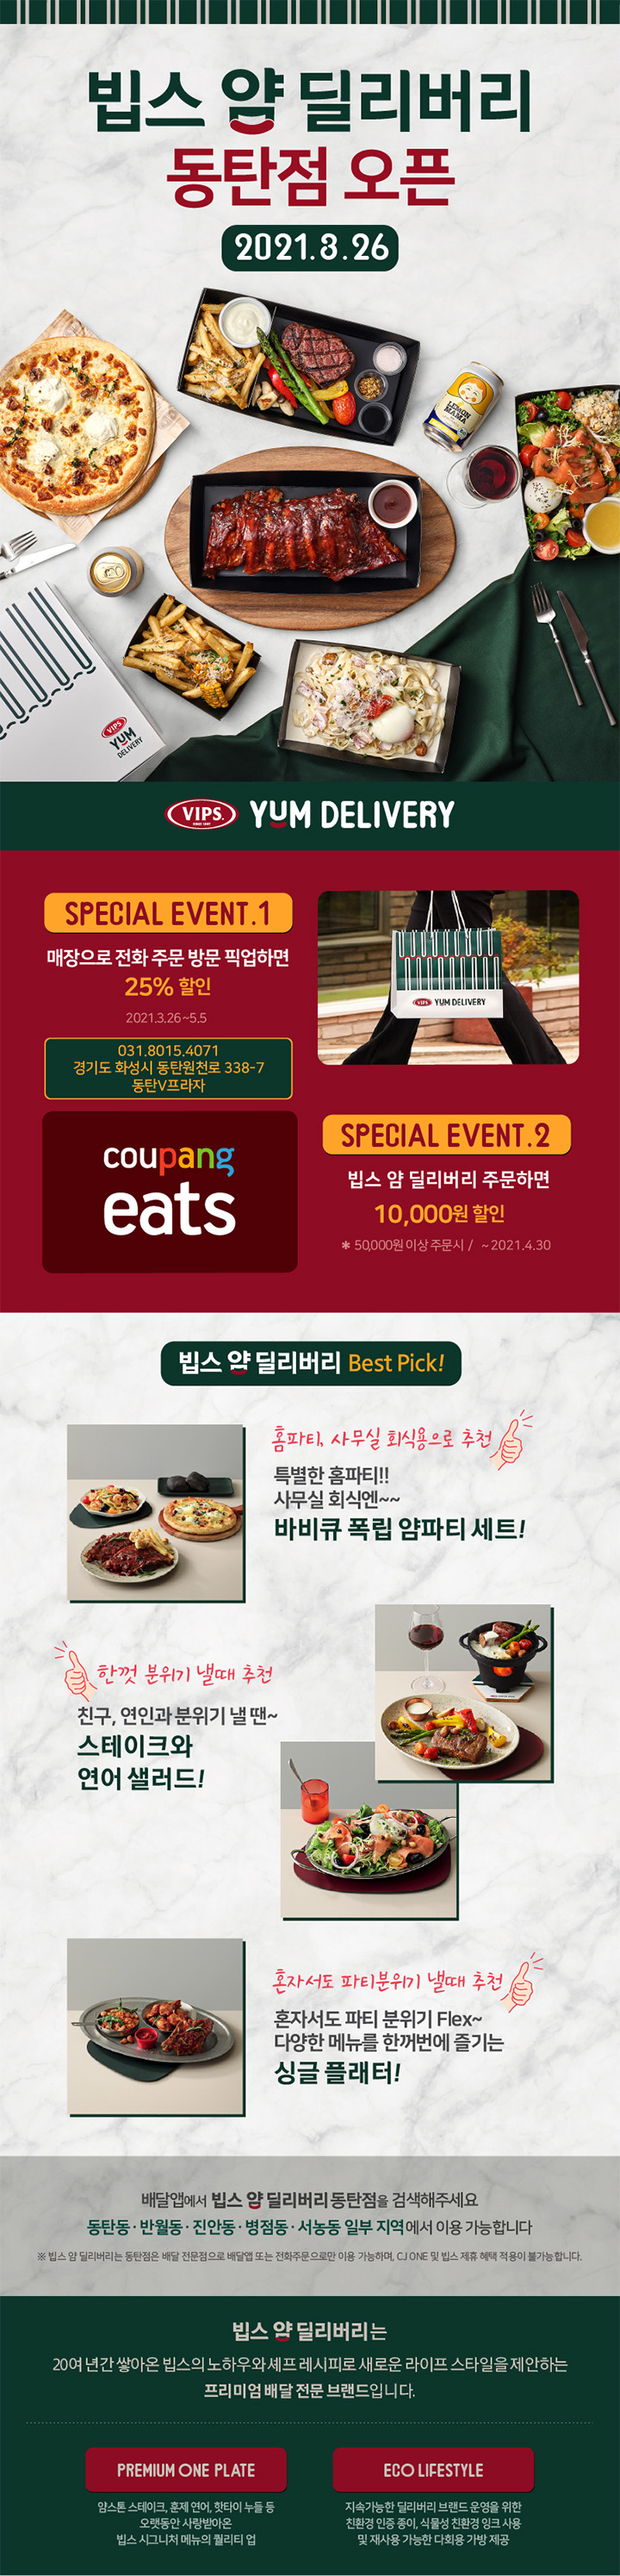 빕스 얌 딜리버리
동탄점 오픈
2021.3.26
LEMON
MAMA
VIPS
YUM
DELIVERY
VIPS.
SINCE 1997
YUM DELIVERY
SPECIAL EVENT.1
매장으로 전화 주문 방문 픽업하면
25% 할인
2021.3.26~5.5
031.8015.4071
경기도 화성시 동탄원천로 338-7
동탄V프라자
VIPS YUM DELIVERY
coupang
eats
SPECIAL EVENT.2
빕스 얌 딜리버리 주문하면
10,000원 할인
* 50,000원 이상 주문시 / ~2021.4.30
빕스 얌 딜리버리 Best Pick!
홈파티, 사무실 회식용으로 추천
특별한 홈파티!!
사무실 회식엔~~
바비큐 폭립 얌파티 세트!
한껏 분위기 낼때 추천
친구, 연인과 분위기 낼 땐~
스테이크와
연어 샐러드!
혼자서도 파티분위기 낼때 추천
혼자서도 파티 분위기 Flex~
다양한 메뉴를 한꺼번에 즐기는
싱글 플래터!
배달앱에서 빕스 얌 딜리버리 동탄점을 검색해주세요
동탄동 · 반월동 · 진안동 · 병점동 · 서농동 일부 지역에서 이용 가능합니다
※ 빕스 얌 딜리버리는 동탄점은 배달 전문점으로 배달앱 또는 전화주문으로만 이용 가능하며, CJ ONE 및 빕스 제휴 혜택 적용이 불가능합니다.
빕스 얌 딜리버리는
20여 년간 쌓아온 빕스의 노하우와 셰프 레시피로 새로운 라이프 스타일을 제안하는
프리미엄 배달 전문 브랜드입니다.
PREMIUM ONE PLATE
얌스톤 스테이크, 훈제 연어, 핫타이 누들 등
오랫동안 사랑받아온
빕스 시그니처 메뉴의 퀄리티 업
ECO LIFESTYLE
지속가능한 딜리버리 브랜드 운영을 위한
친환경 인증 종이, 식물성 친환경 잉크 사용
및 재사용 가능한 다회용 가방 제공